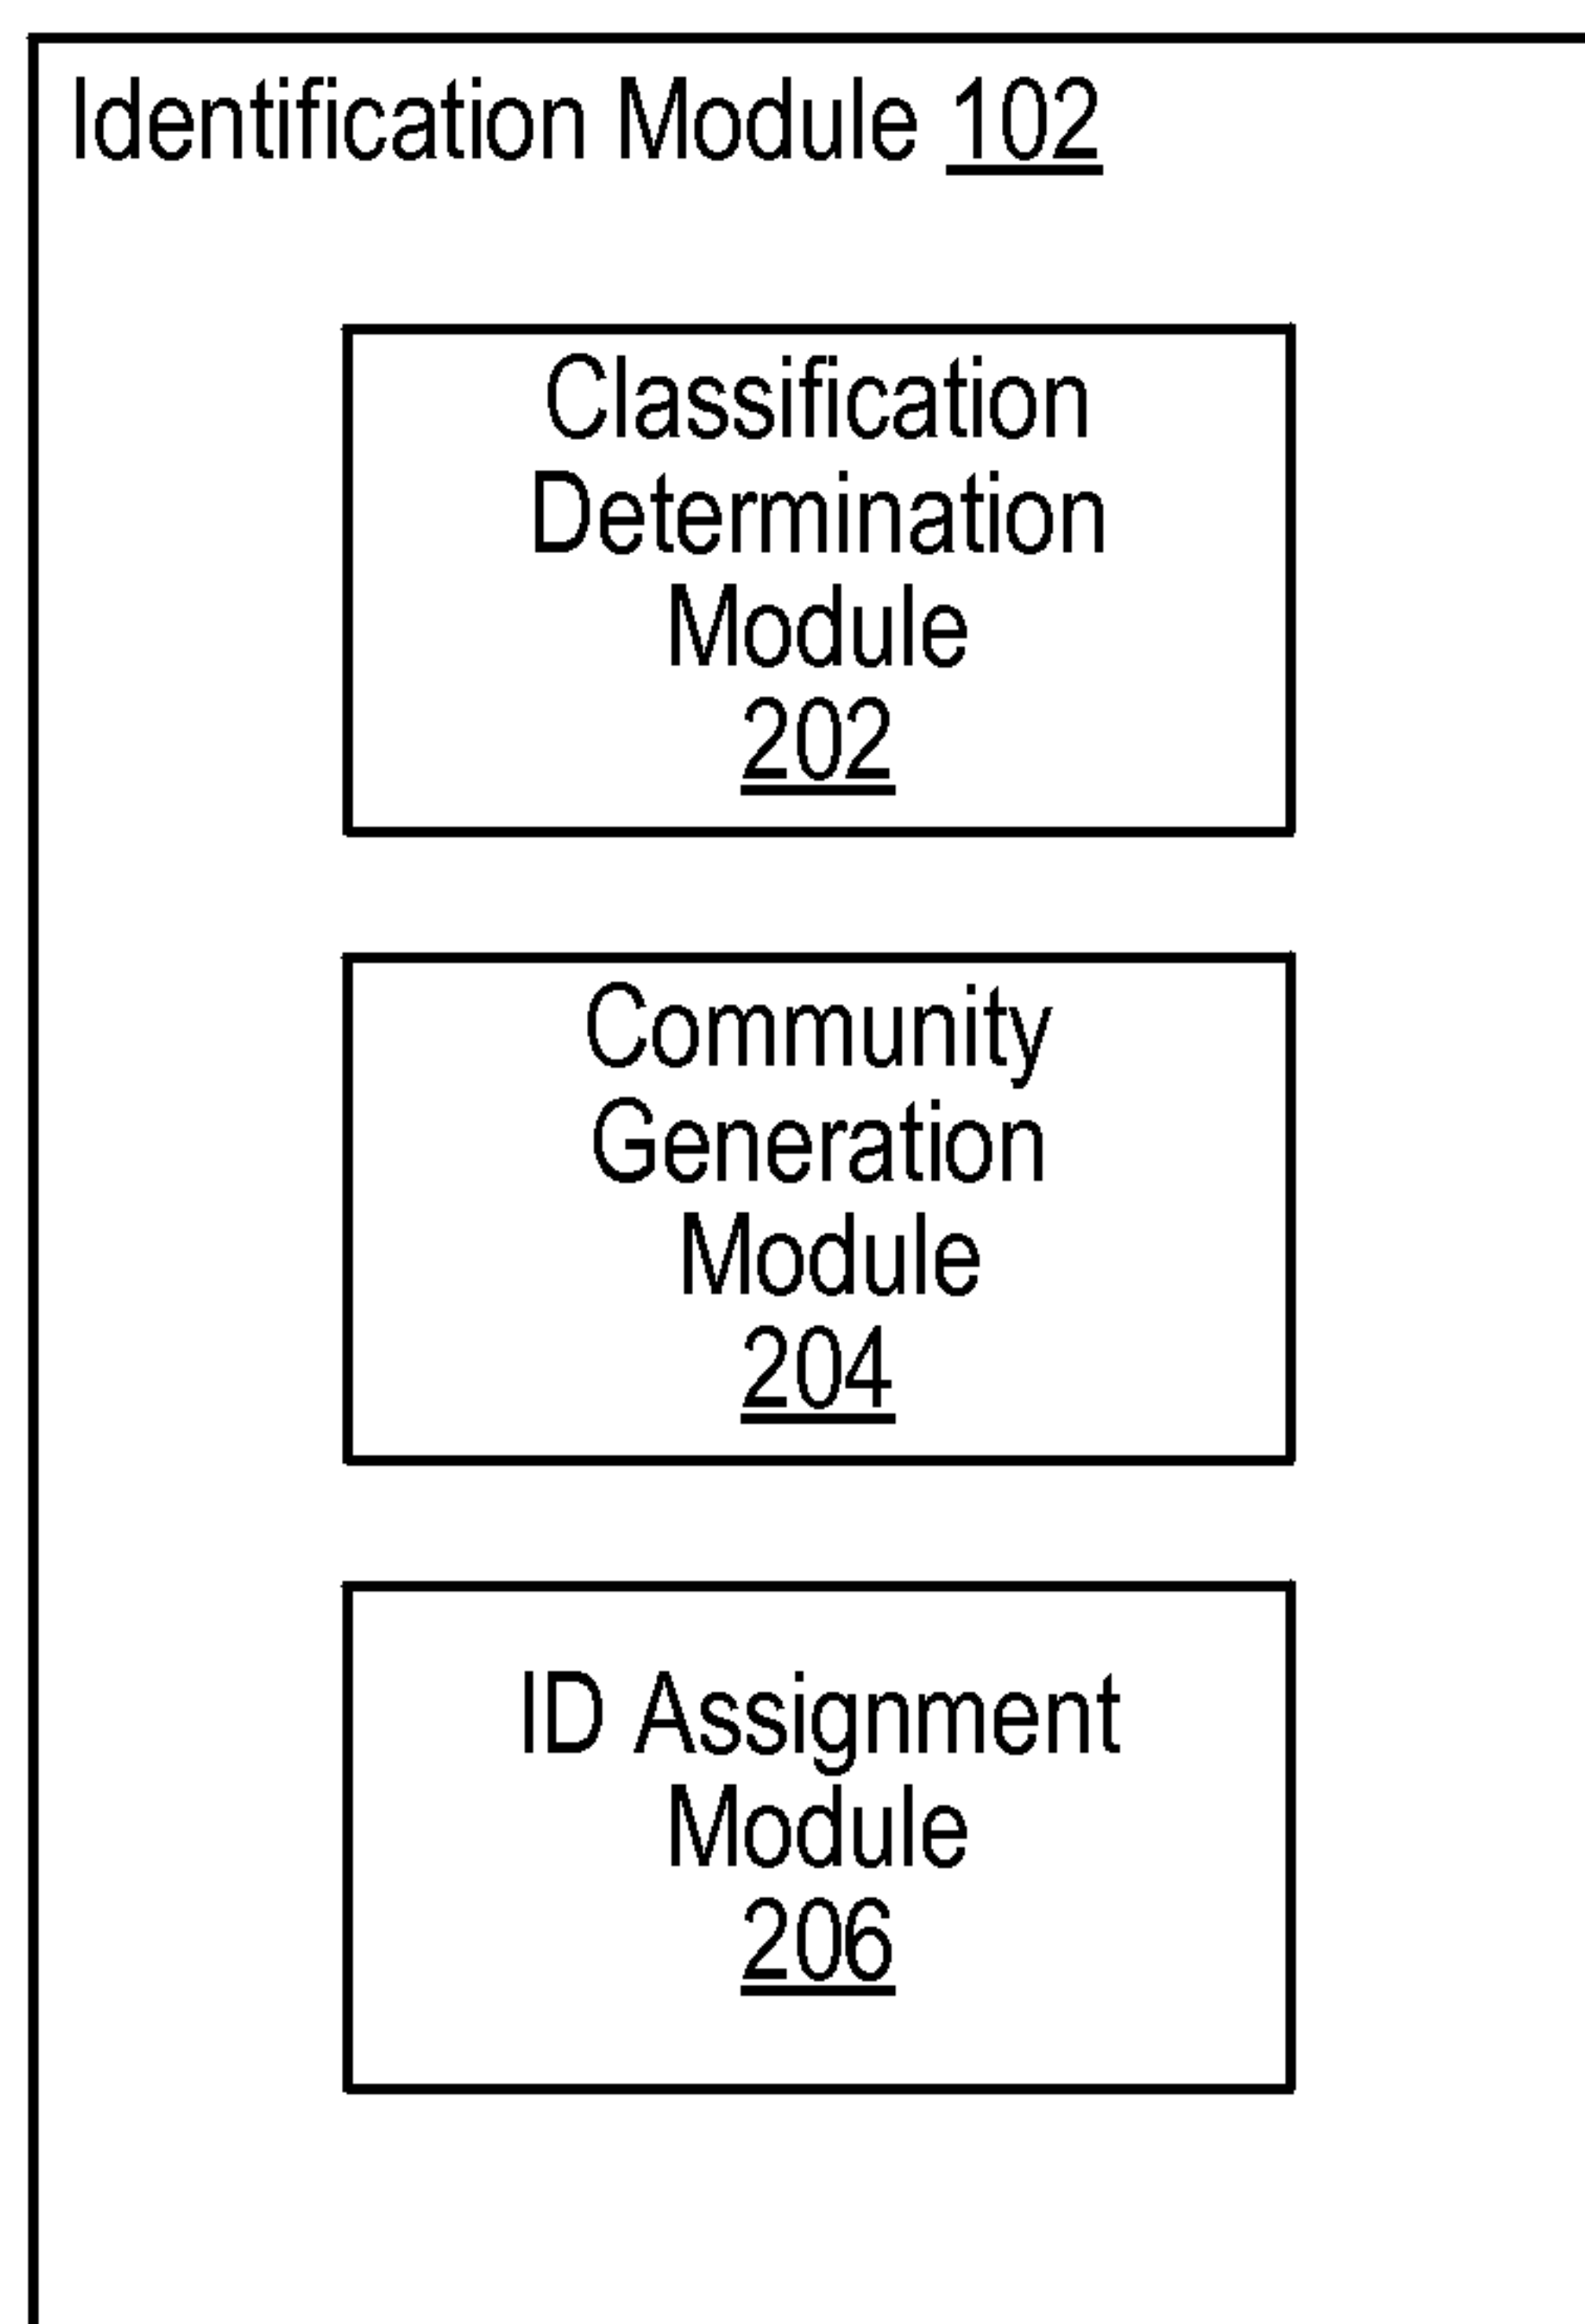 Identification Module 102
Classification
Determination
Module
202
Community
Generation
Module
204
ID Assignment
Module
206